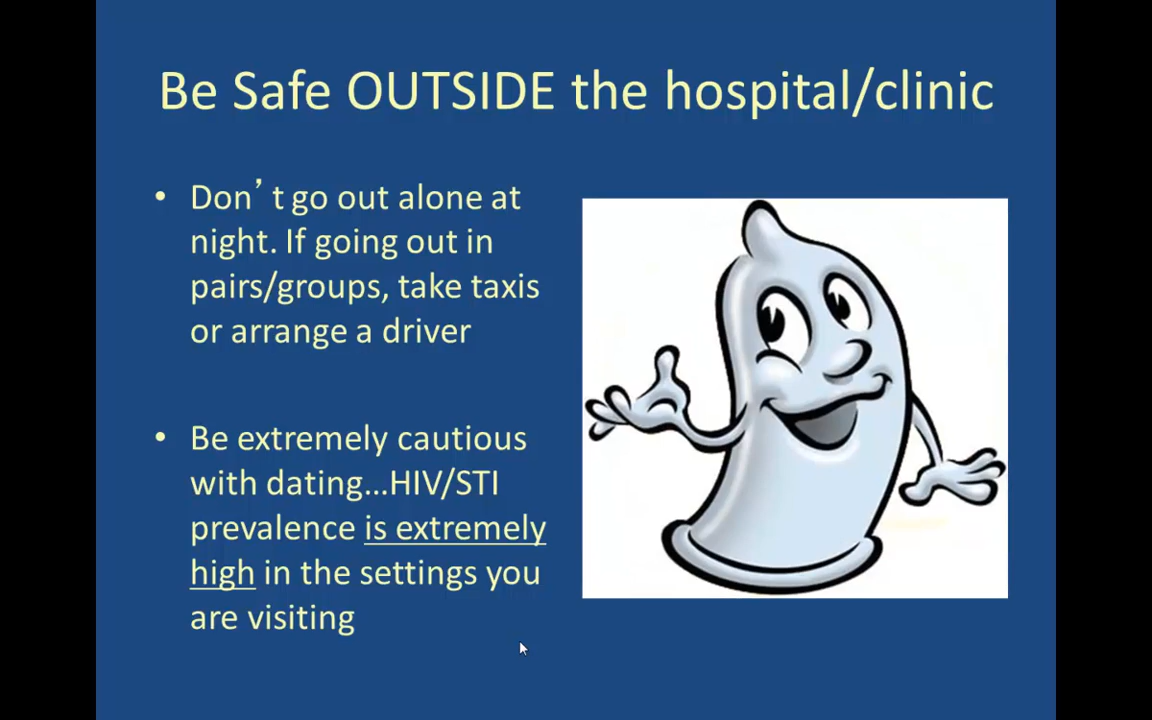 Be Safe OUTSIDE the hospital/clinic
• Don’t go out alone at
night. If going out in
pairs/groups, take taxis
or arrange a driver
• Be extremely cautious
with dating...HIV/STI
prevalence is extremely
high in the settings you
are visiting